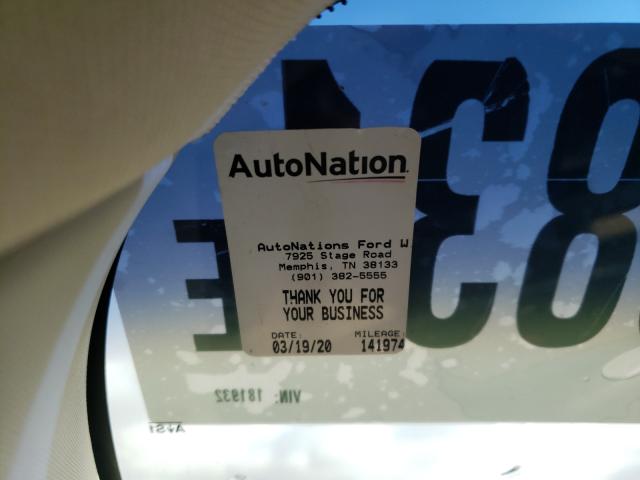 AutoNation
AutoNations Ford W
7925 Stage Road
Memphis, TN 38133
(901) 382-5555
THANK YOU FOR
YOUR BUSINESS
DATE: MILEAGE:
03/19/20 141974
VIN: 181932